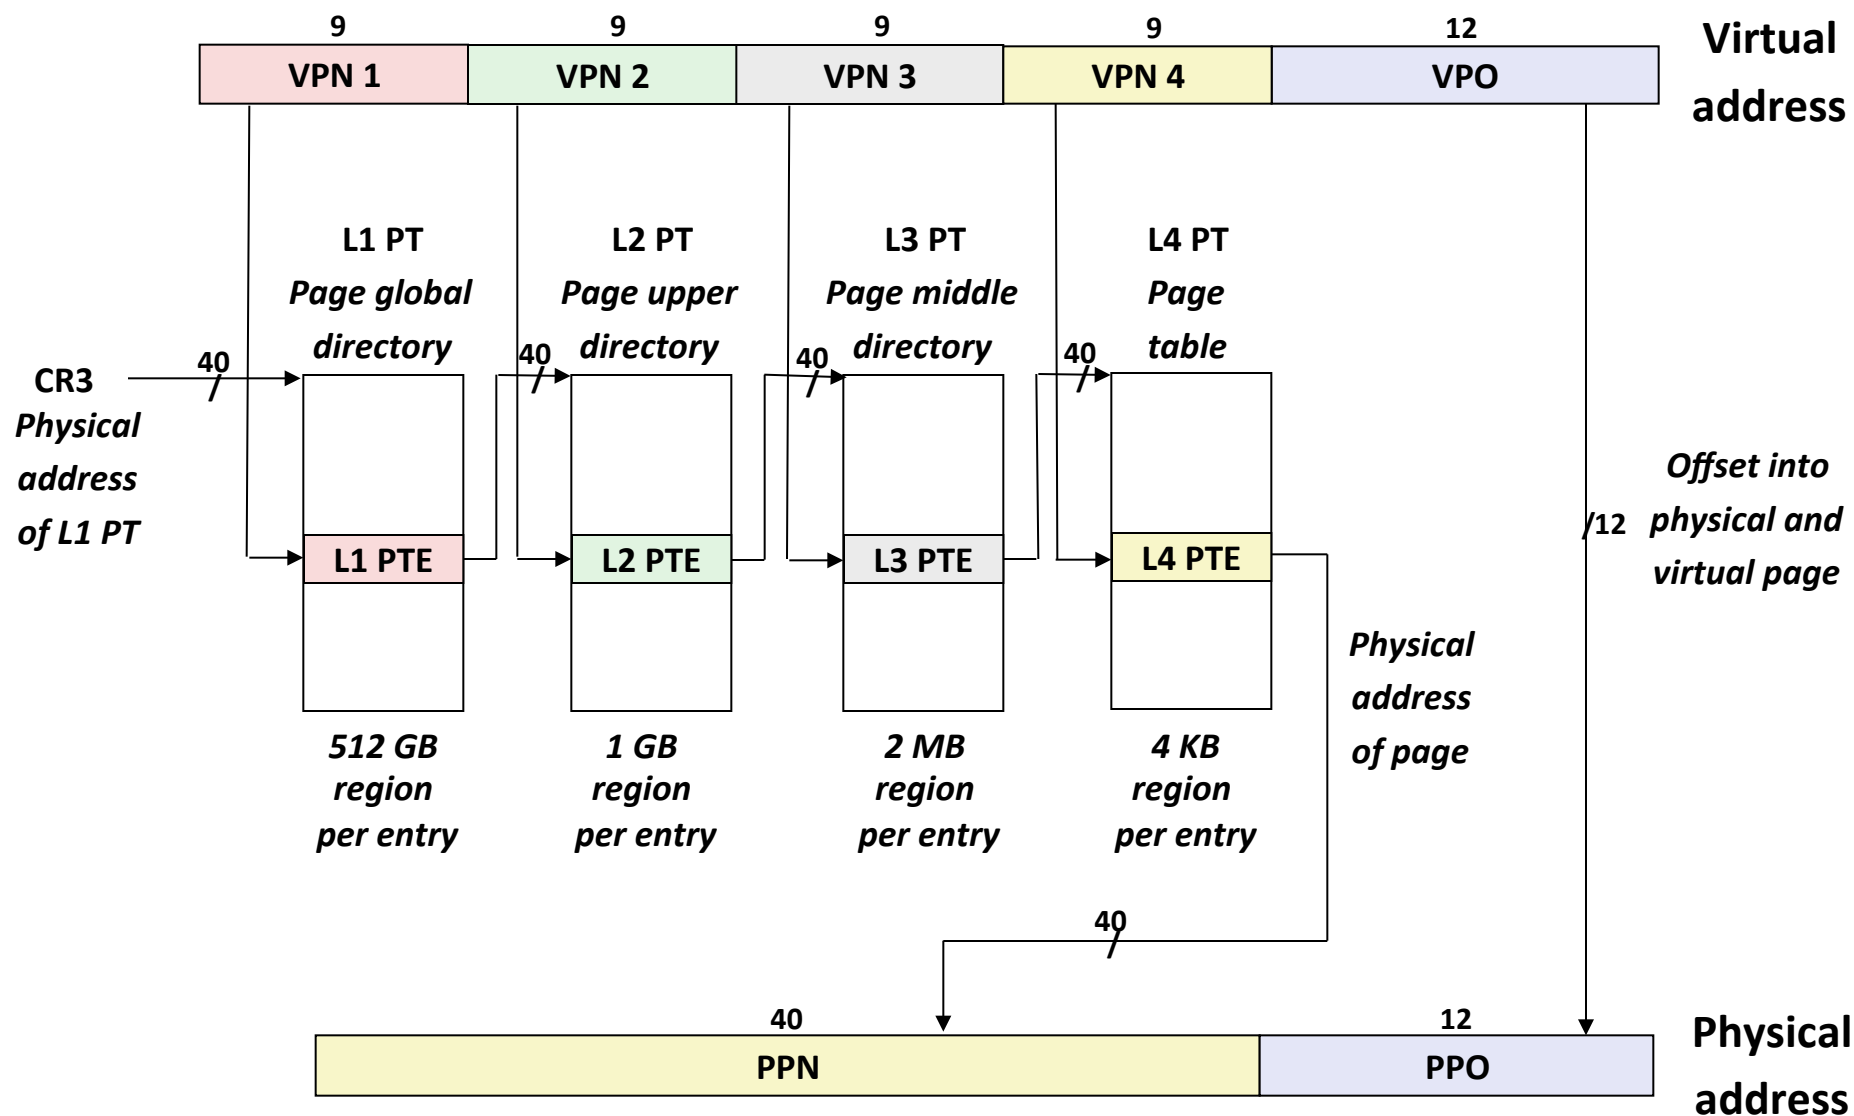 9 9 9 9 12
VPN 1 VPN 2 VPN 3 VPN 4 VPO
Virtual
address
L1 PT
Page global
directory
L2 PT
Page upper
directory
L3 PT
Page middle
directory
L4 PT
Page
table
40 40 40 40
CR3
Physical
address
of L1 PT
L1 PTE L2 PTE L3 PTE L4 PTE
/12
Offset into
physical and
virtual page
512 GB
region
per entry
1 GB
region
per entry
2 MB
region
per entry
4 KB
region
per entry
Physical
address
of page
40
40 12
PPN PPO
Physical
address